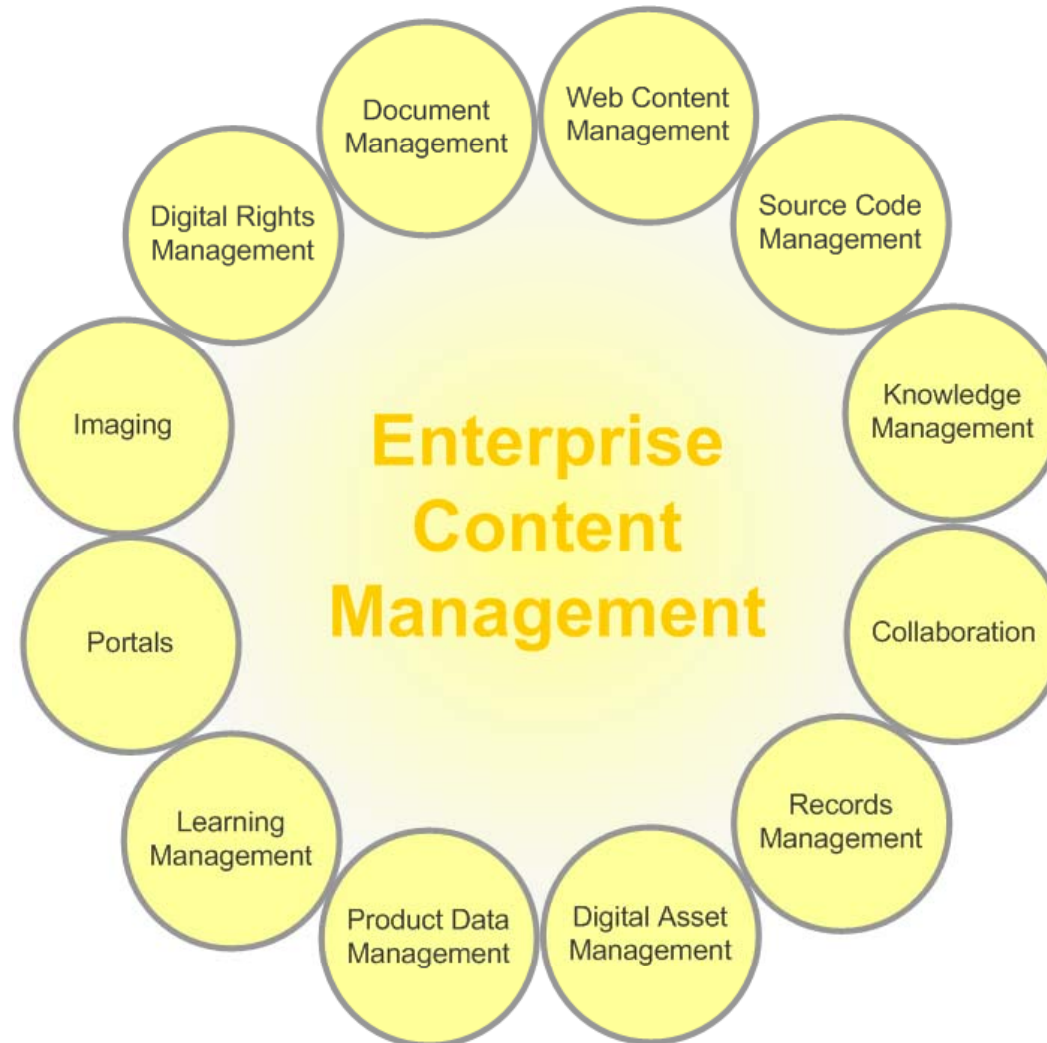 Document
Management
Web Content
Management
Source Code
Management
Knowledge
Management
Collaboration
Records
Management
Digital Asset
Management
Product Data
Management
Learning
Management
Portals
Imaging
Digital Rights
Management
Enterprise
Content
Management